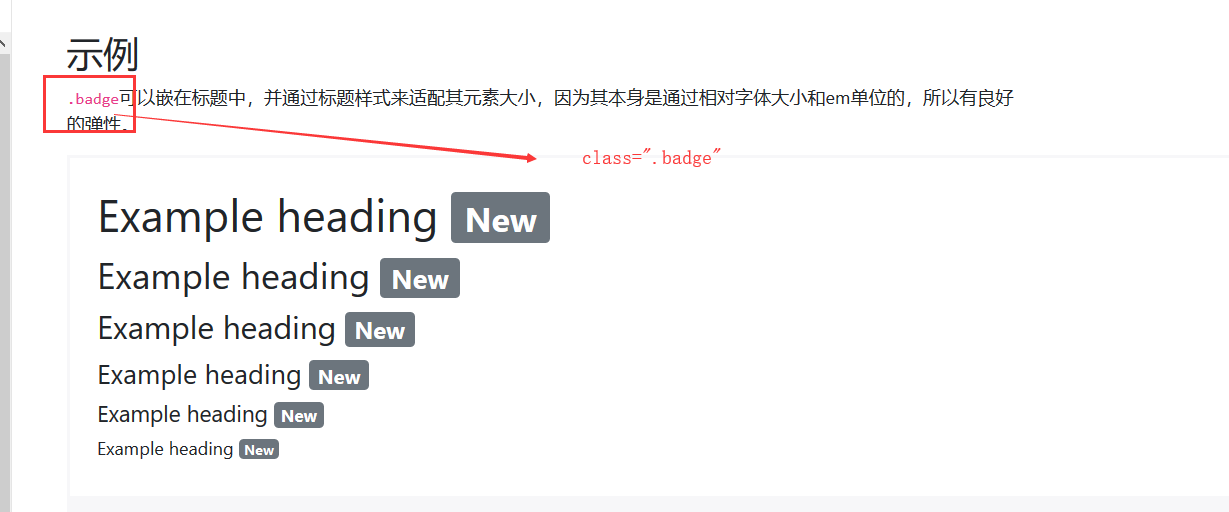 示例
.badge可以嵌在标题中，并通过标题样式来适配其元素大小，因为其本身是通过相对字体大小和em单位的，所以有良好
的弹性。
class=".badge"
Example heading New
Example heading New
Example heading New
Example heading New
Example heading New
Example heading New